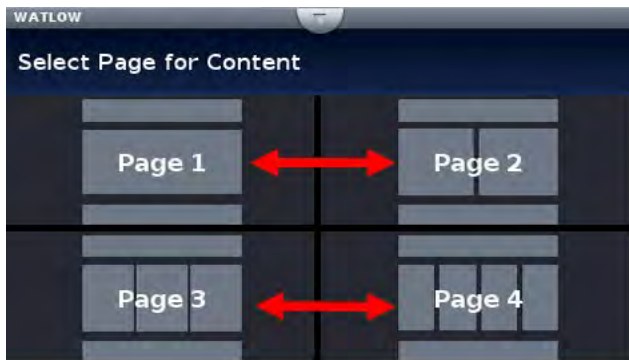 WATLOW
Select Page for Content
Page 1
Page 2
Page 3
Page 4